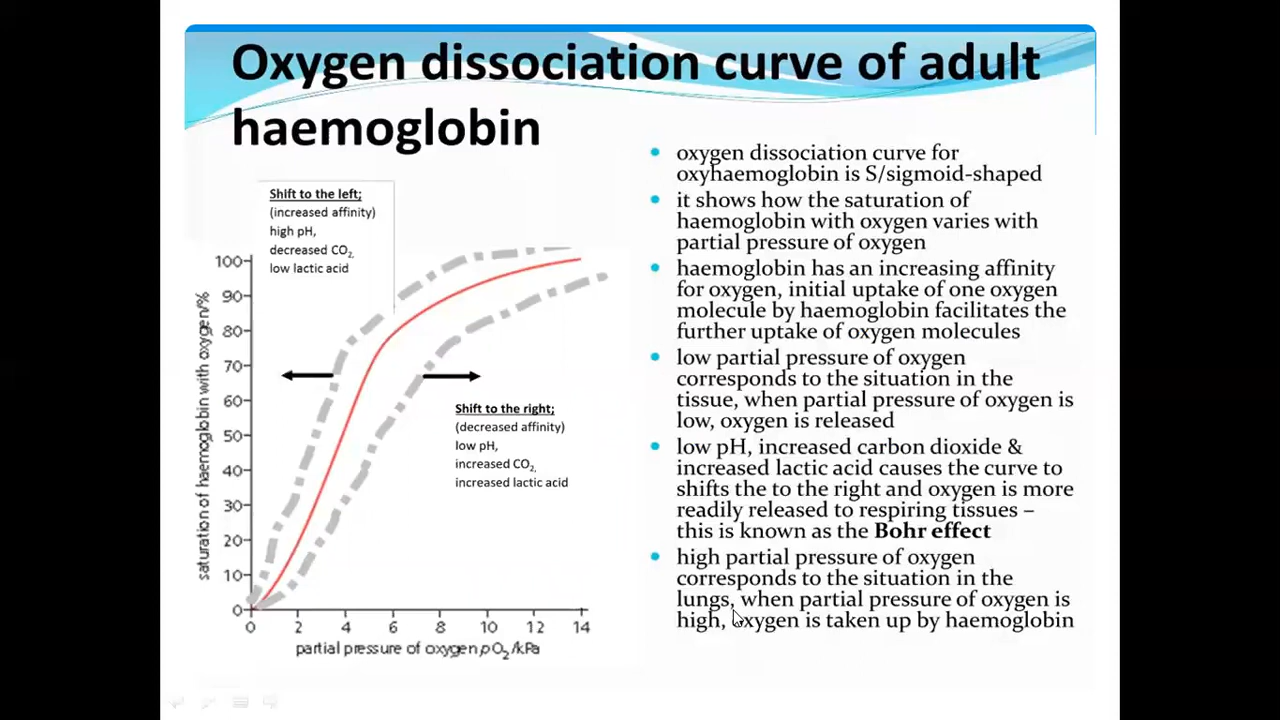 Oxygen dissociation curve of adult
haemoglobin
Shift to the left;
(increased affinity)
high pH,
decreased CO2,
low lactic acid
100
90
80
70
60
50
40
30
20
10
0
saturation of haemoglobin with oxygen/%
Shift to the right;
(decreased affinity)
low pH,
increased CO2,
increased lactic acid
0 2 4 6 8 10 12 14
partial pressure of oxygen pO2/kPa
• oxygen dissociation curve for
oxyhaemoglobin is S/sigmoid-shaped
• it shows how the saturation of
haemoglobin with oxygen varies with
partial pressure of oxygen
• haemoglobin has an increasing affinity
for oxygen, initial uptake of one oxygen
molecule by haemoglobin facilitates the
further uptake of oxygen molecules
• low partial pressure of oxygen
corresponds to the situation in the
tissue, when partial pressure of oxygen is
low, oxygen is released
• low pH, increased carbon dioxide &
increased lactic acid causes the curve to
shifts the to the right and oxygen is more
readily released to respiring tissues –
this is known as the Bohr effect
• high partial pressure of oxygen
corresponds to the situation in the
lungs, when partial pressure of oxygen is
high, oxygen is taken up by haemoglobin